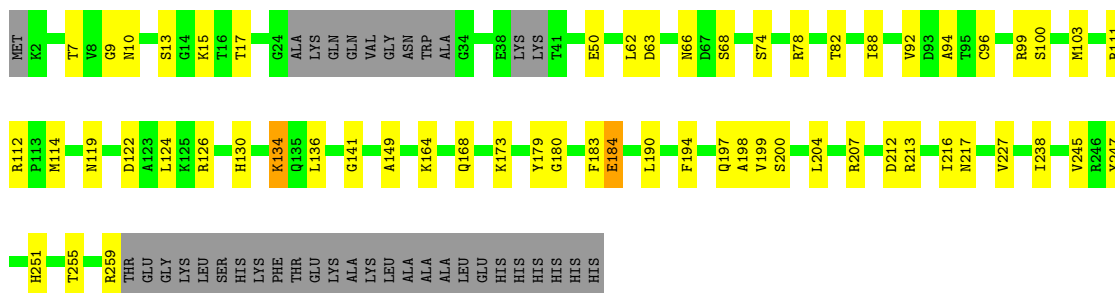 MET K2 T7 V8 G9 N10 S13 G14 K15 T16 T17 G24 ALA LYS GLN GLN VAL GLY ASN TRP ALA G34 E38 LYS LYS T41 E50 L62 D63 N66 D67 S68 S74 R78 T82 I88 V92 D93 A94 T95 C96 R99 S100 M103
R112 P113 M114 N119 D122 A123 L124 K125 R126 H130 K134 Q135 L136 G141 A149 K164 Q168 K173 Y179 G180 F183 E184 L190 F194 Q197 A198 V199 S200 L204 R207 D212 R213 I216 N217 V227 I238 V245 R246
H251 T255 R259 THR GLU GLY LYS LEU SER HIS LYS PHE THR GLU LYS ALA LYS LEU ALA ALA ALA LEU GLU HIS HIS HIS HIS HIS HIS